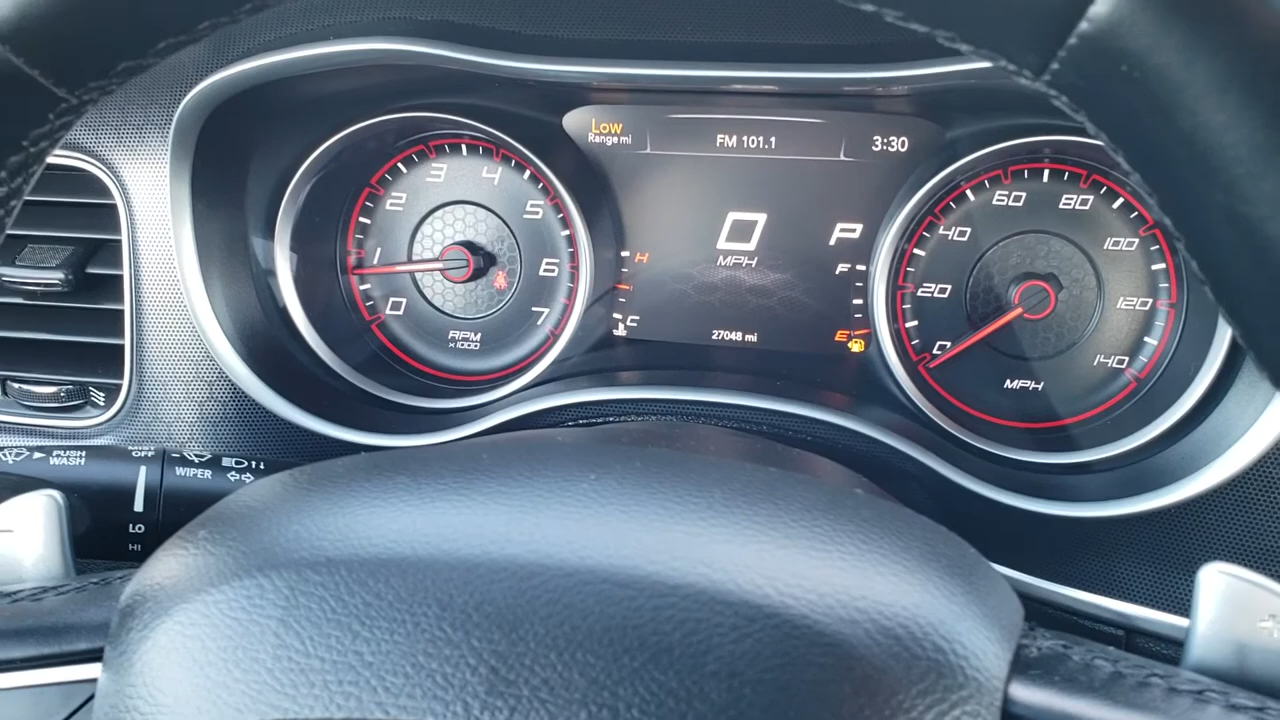 Low
Range mi
FM 101.1
3:30
0
MPH
P
27048 mi
H
C
F
E
0
1
2
3
4
5
6
7
RPM
x1000
0
20
40
60
80
100
120
140
MPH
PUSH
WASH
OFF
LO
HI
WIPER